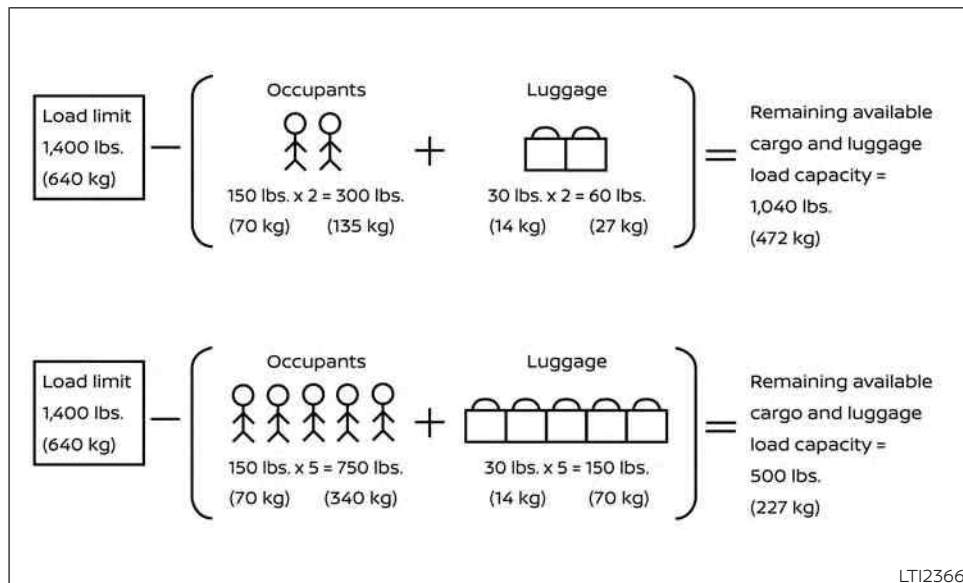 Occupants
Luggage
Load limit
1,400 lbs.
(640 kg)
150 lbs. x 2 = 300 lbs.
(70 kg) (135 kg)
30 lbs. x 2 = 60 lbs.
(14 kg) (27 kg)
Remaining available
cargo and luggage
load capacity =
1,040 lbs.
(472 kg)
Occupants
Luggage
Load limit
1,400 lbs.
(640 kg)
150 lbs. x 5 = 750 lbs.
(70 kg) (340 kg)
30 lbs. x 5 = 150 lbs.
(14 kg) (70 kg)
Remaining available
cargo and luggage
load capacity =
500 lbs.
(227 kg)
LTI2366